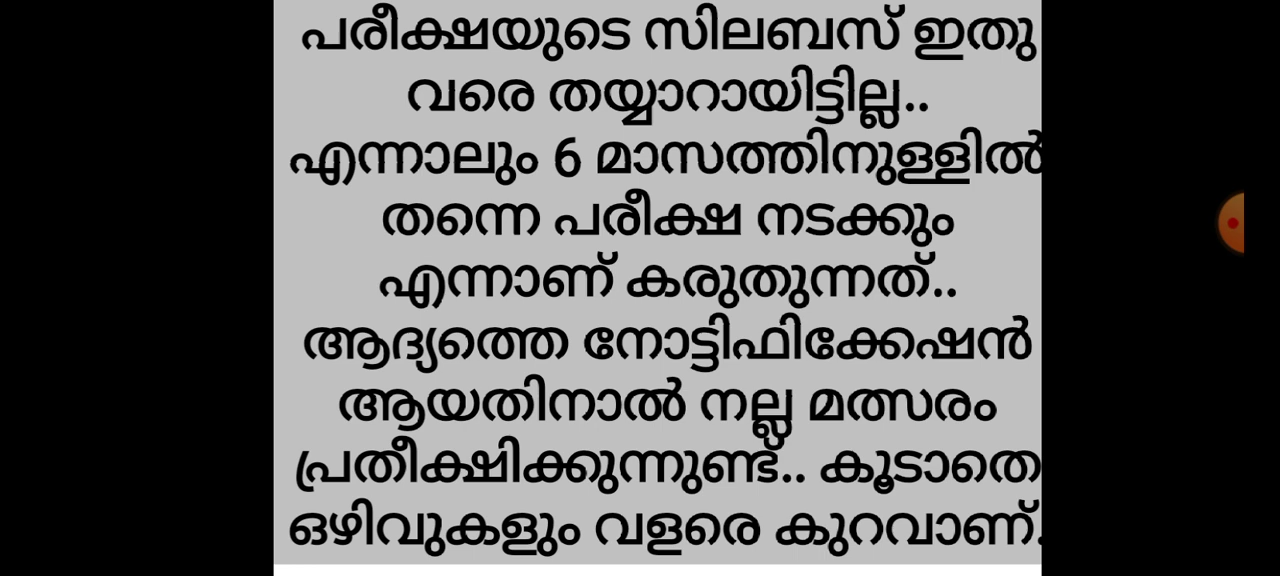 പരീക്ഷയുടെ സിലബസ് ഇതു
വരെ തയ്യാറായിട്ടില്ല..
എന്നാലും 6 മാസത്തിനുള്ളിൽ
തന്നെ പരീക്ഷ നടക്കും
എന്നാണ് കരുതുന്നത്..
ആദ്യത്തെ നോട്ടിഫിക്കേഷൻ
ആയതിനാൽ നല്ല മത്സരം
പ്രതീക്ഷിക്കുന്നുണ്ട്.. കൂടാതെ
ഒഴിവുകളും വളരെ കുറവാണ്.